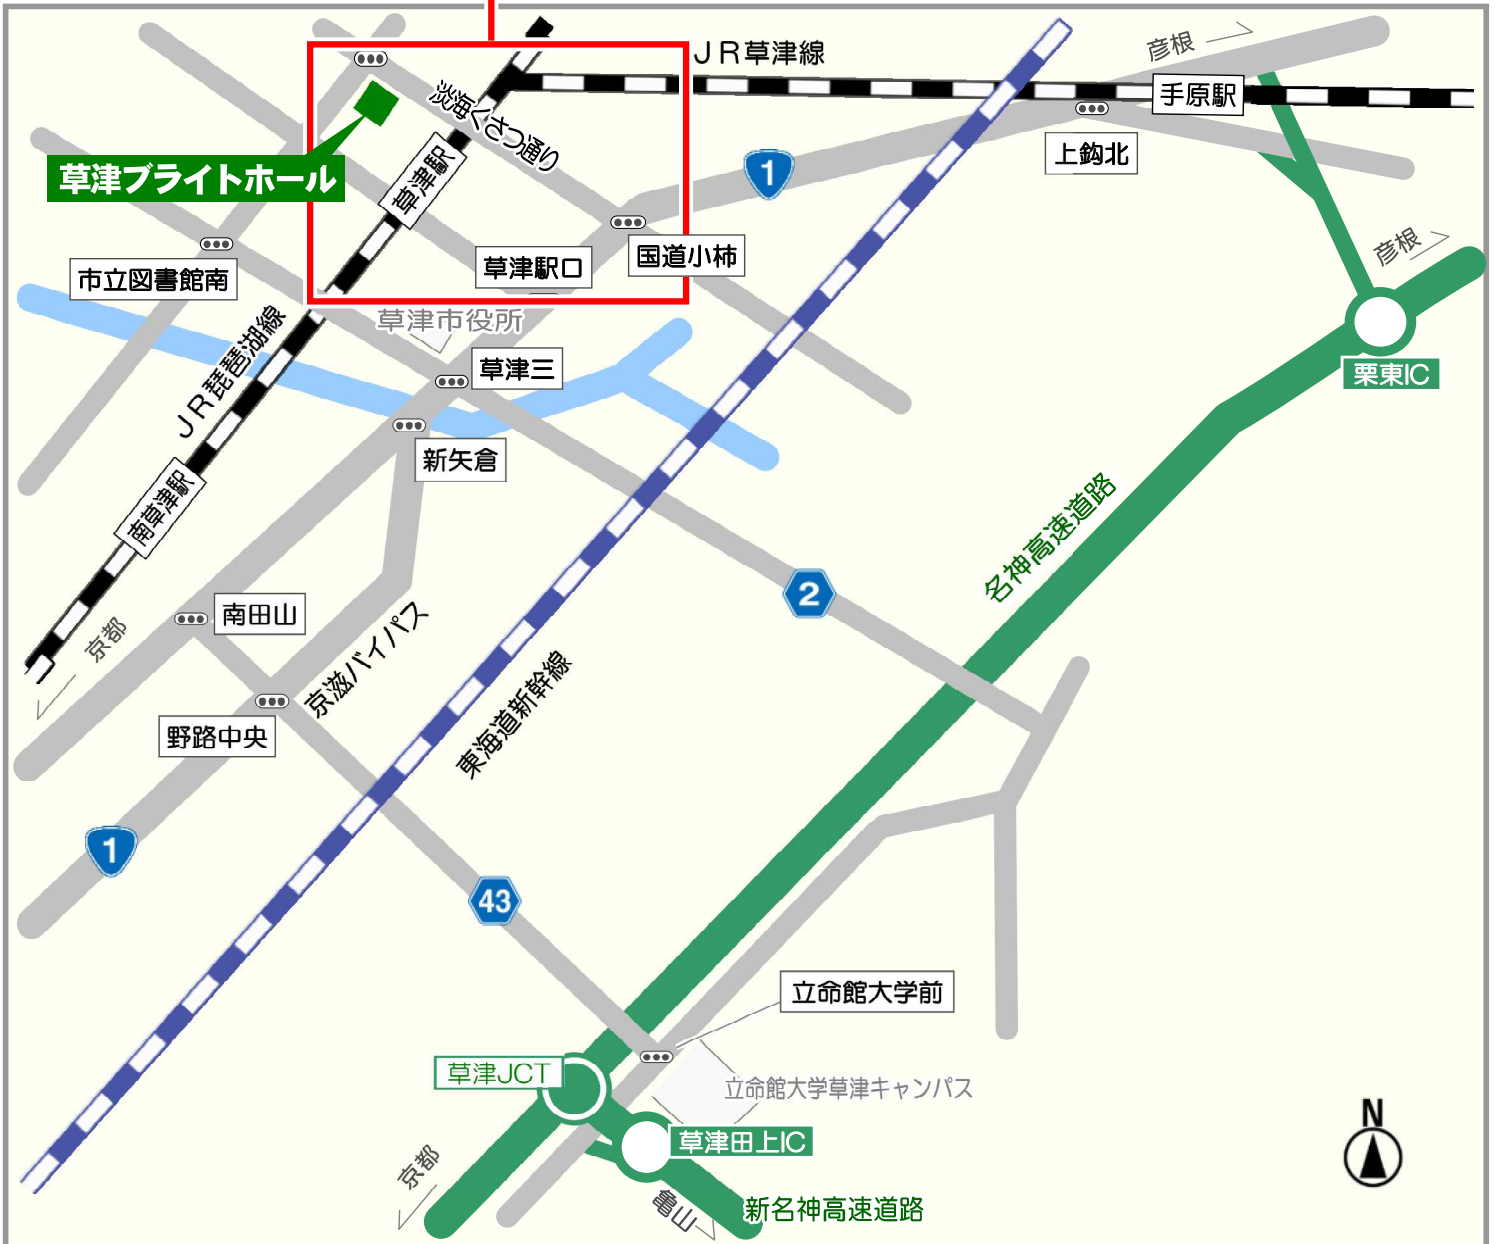 彦根
JR草津線
手原駅
淡海くさつ通り
上鈎北
1
草津ブライトホール
草津駅
国道小柿
草津駅口
市立図書館南
彦根
草津市役所
JR琵琶湖線
草津三
栗東IC
新矢倉
南草津駅
名神高速道路
2
南田山
京都
京滋バイパス
東海道新幹線
野路中央
1
43
立命館大学前
草津JCT
立命館大学草津キャンパス
N
草津田上IC
京都
亀山
新名神高速道路